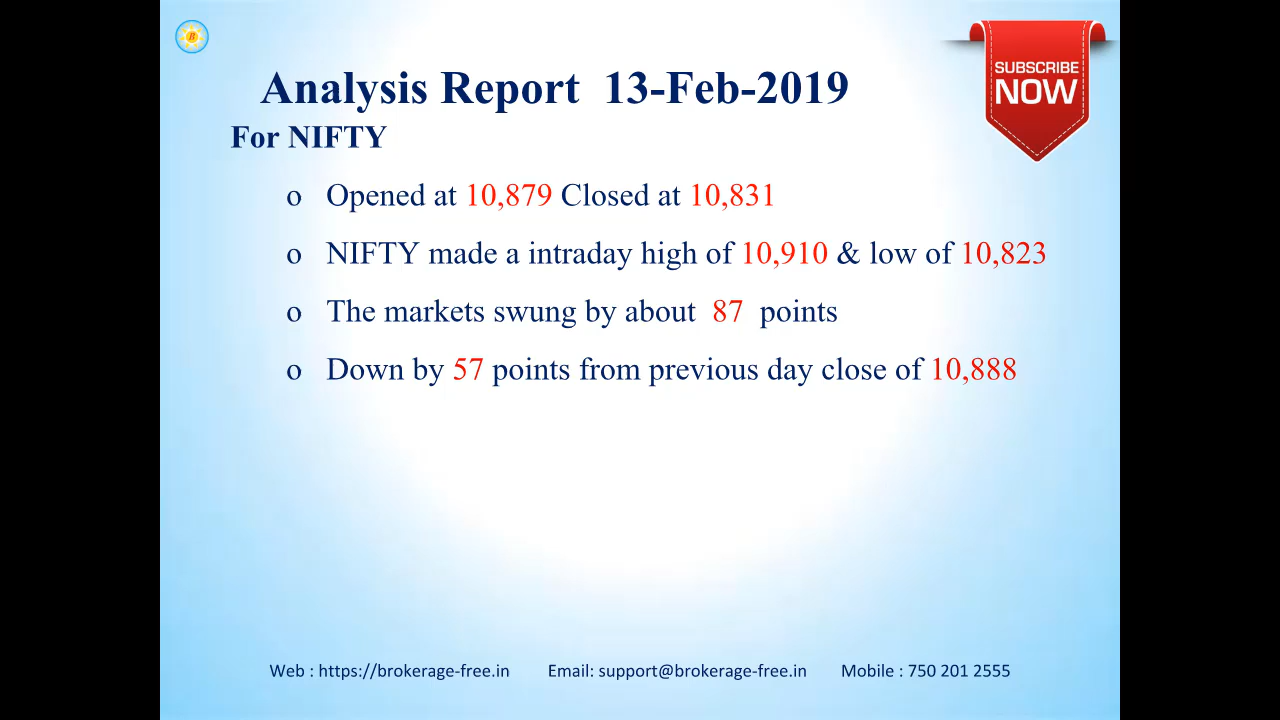 B
SUBSCRIBE
NOW
Analysis Report 13-Feb-2019
For NIFTY
o Opened at 10,879 Closed at 10,831
o NIFTY made a intraday high of 10,910 & low of 10,823
o The markets swung by about 87 points
o Down by 57 points from previous day close of 10,888
Web : https://brokerage-free.in Email: support@brokerage-free.in Mobile : 750 201 2555